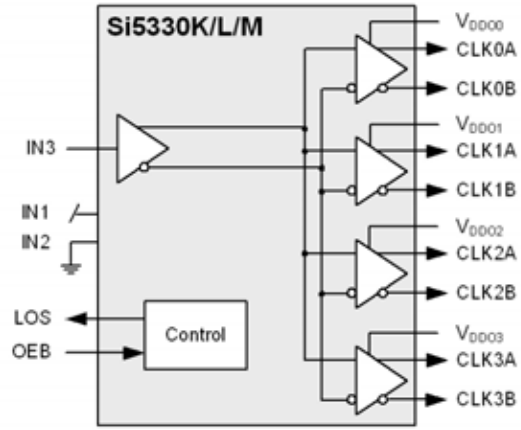 Si5330K/L/M
VDDO0
CLK0A
CLK0B
VDDO1
CLK1A
CLK1B
VDDO2
CLK2A
CLK2B
VDDO3
CLK3A
CLK3B
IN3
IN1
IN2
LOS
OEB
Control